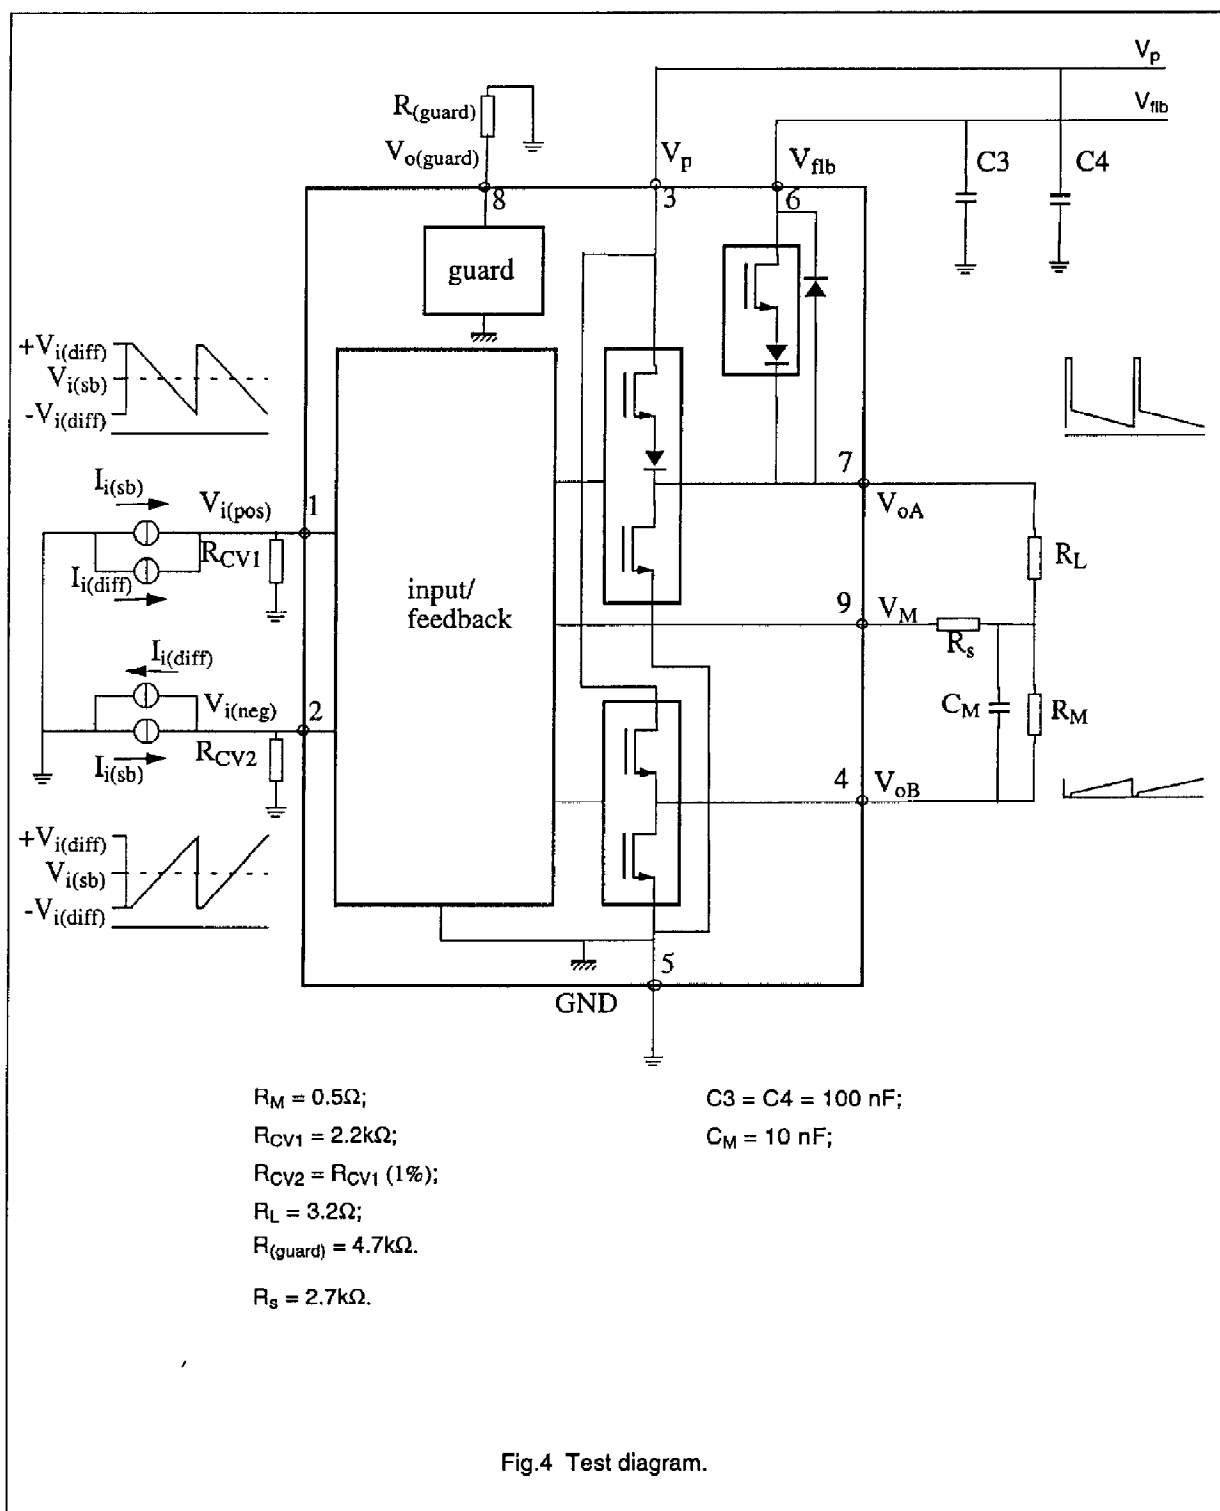 V_p
V_flb
R_(guard)
V_o(guard)
V_p
V_flb
C3
C4
8
3
6
guard
+V_i(diff)
V_i(sb)
-V_i(diff)
7
V_oA
I_i(sb)
V_i(pos)
1
R_CV1
I_i(diff)
R_L
input/
feedback
9
V_M
R_s
I_i(diff)
V_i(neg)
2
C_M
R_M
R_CV2
I_i(sb)
4
V_oB
+V_i(diff)
V_i(sb)
-V_i(diff)
5
GND
R_M = 0.5Ω;
C3 = C4 = 100 nF;
R_CV1 = 2.2kΩ;
C_M = 10 nF;
R_CV2 = R_CV1 (1%);
R_L = 3.2Ω;
R_(guard) = 4.7kΩ.
R_s = 2.7kΩ.
Fig.4 Test diagram.